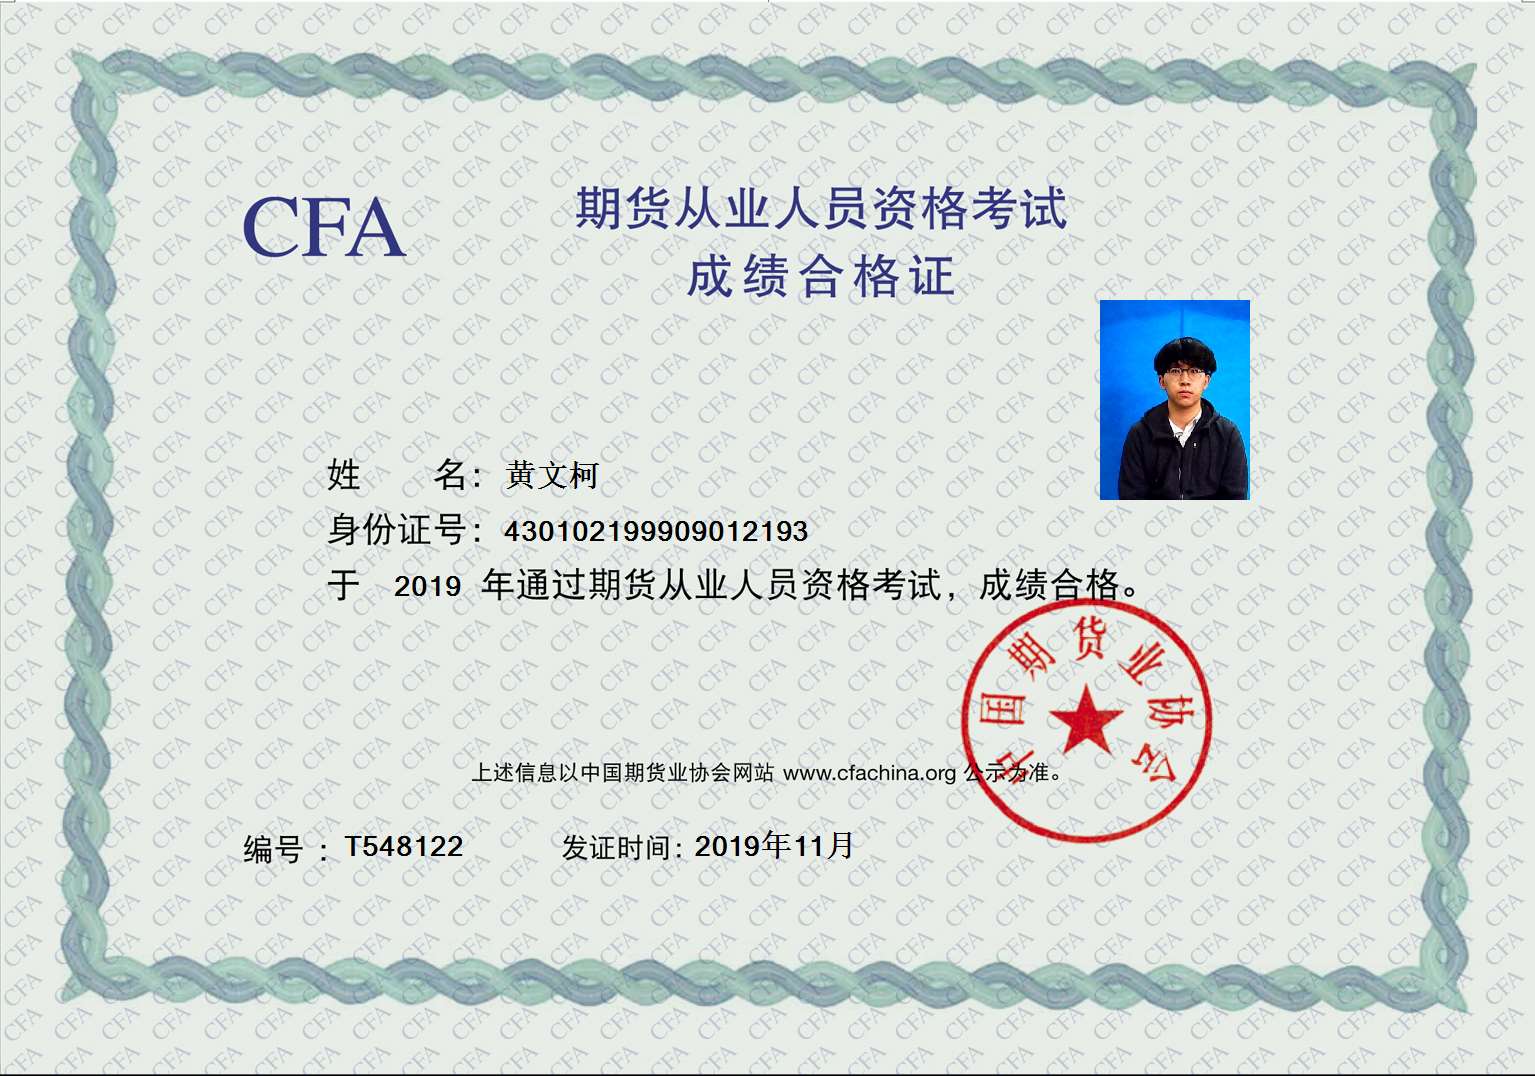 CFA
期货从业人员资格考试
成绩合格证
姓 名：黄文柯
身份证号：430102199909012193
于 2019 年通过期货从业人员资格考试，成绩合格。
中国期货业协会
上述信息以中国期货业协会网站 www.cfachina.org 公示为准。
编号 ：T548122 发证时间：2019年11月